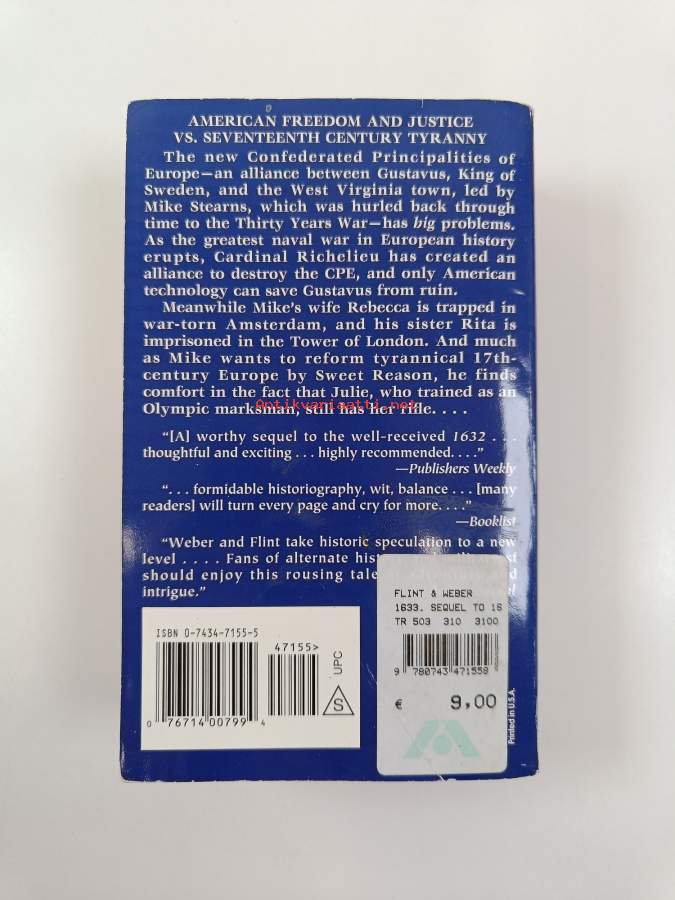 AMERICAN FREEDOM AND JUSTICE
VS. SEVENTEENTH CENTURY TYRANNY
The new Confederated Principalities of
Europe—an alliance between Gustavus, King of
Sweden, and the West Virginia town, led by
Mike Stearns, which was hurled back through
time to the Thirty Years War—has big problems.
As the greatest naval war in European history
erupts, Cardinal Richelieu has created an
alliance to destroy the CPE, and only American
technology can save Gustavus from ruin.
Meanwhile Mike's wife Rebecca is trapped in
war-torn Amsterdam, and his sister Rita is
imprisoned in the Tower of London. And much
as Mike wants to reform tyrannical 17th-
century Europe by Sweet Reason, he finds
comfort in the fact that Julie, who trained as an
Olympic marksman, still has her rifle. . . .
Antikvariaatti.net
"[A] worthy sequel to the well-received 1632 . . .
thoughtful and exciting . . . highly recommended. . . ."
—Publishers Weekly
". . . formidable historiography, wit, balance . . . [many
readers] will turn every page and cry for more. . . ."
—Booklist
"Weber and Flint take historic speculation to a new
level . . . . Fans of alternate
should enjoy this rousing
intrigue."
FLINT & WEBER
1633. SEQUEL TO 16
TR 503 310 3100
9 780743 471558
€ 9,00
ISBN 0-7434-7155-5
47155>
UPC
S
0 76714 00799 4
Printed in U.S.A.